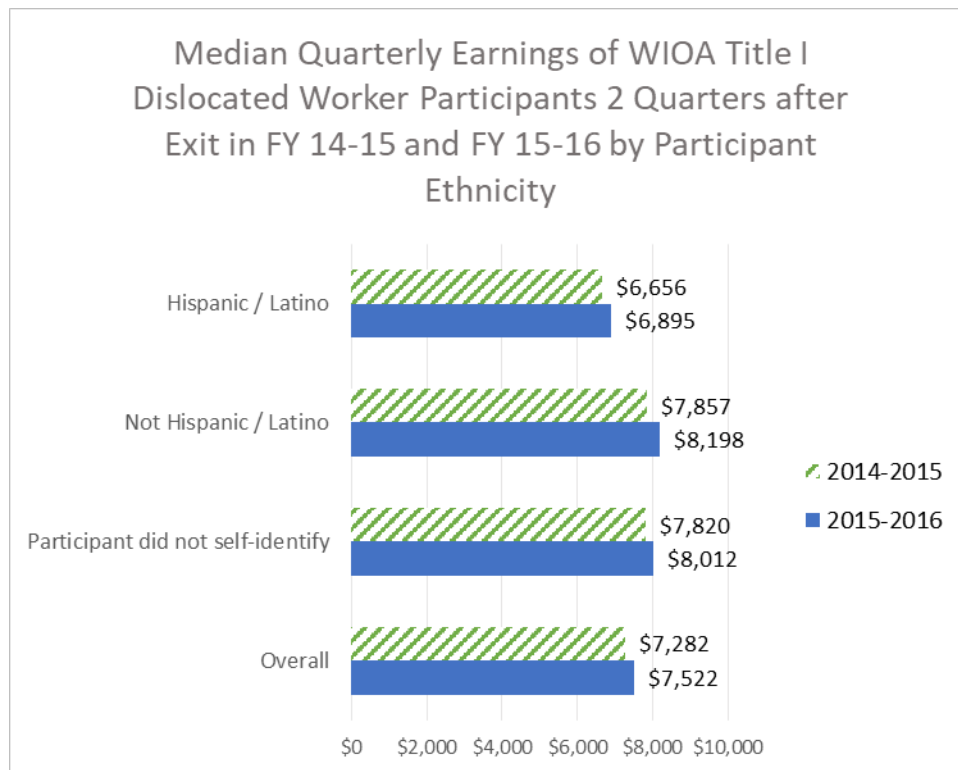 Median Quarterly Earnings of WIOA Title I
Dislocated Worker Participants 2 Quarters after
Exit in FY 14-15 and FY 15-16 by Participant
Ethnicity
Hispanic / Latino
$6,656
$6,895
Not Hispanic / Latino
$7,857
$8,198
2014-2015
2015-2016
Participant did not self-identify
$7,820
$8,012
Overall
$7,282
$7,522
$0 $2,000 $4,000 $6,000 $8,000 $10,000